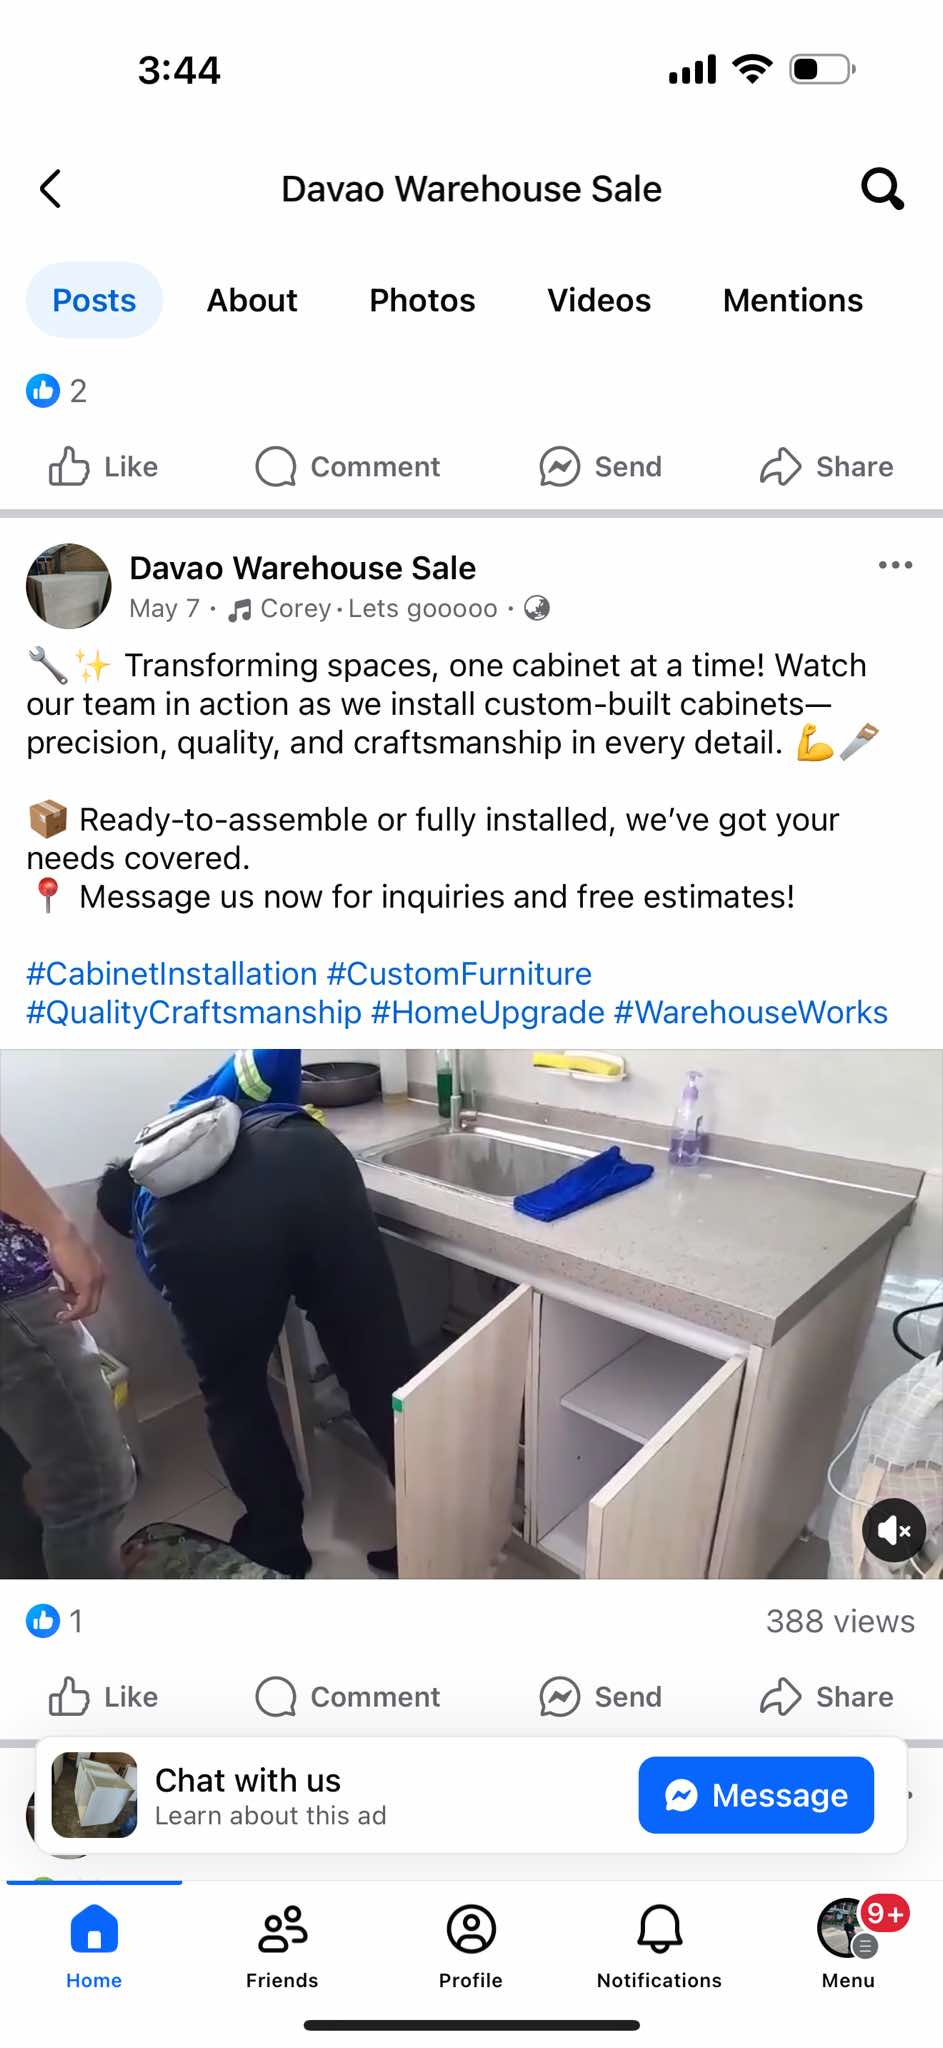 3:44
Davao Warehouse Sale
Posts About Photos Videos Mentions
2
Like Comment Send Share
Davao Warehouse Sale
May 7 · Corey · Lets gooooo ·
🔧✨ Transforming spaces, one cabinet at a time! Watch
our team in action as we install custom-built cabinets—
precision, quality, and craftsmanship in every detail. 💪🪚
📦 Ready-to-assemble or fully installed, we’ve got your
needs covered.
📍 Message us now for inquiries and free estimates!
#CabinetInstallation #CustomFurniture
#QualityCraftsmanship #HomeUpgrade #WarehouseWorks
1 388 views
Like Comment Send Share
Chat with us
Learn about this ad
Message
9+
Home Friends Profile Notifications Menu